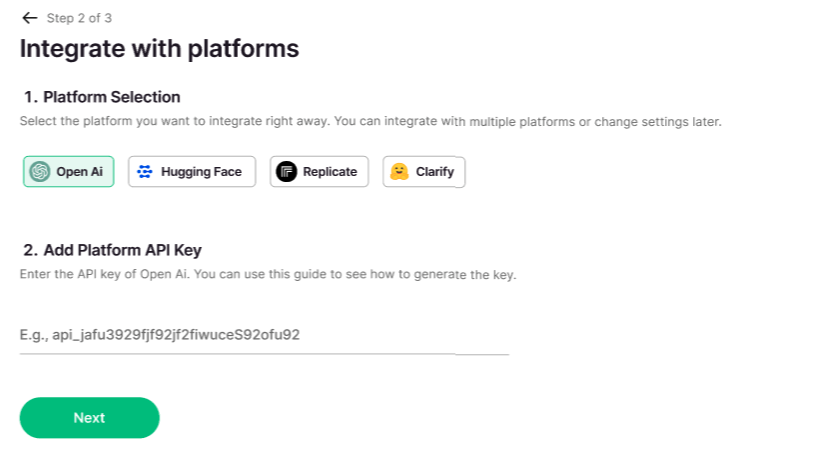 Step 2 of 3
Integrate with platforms
1. Platform Selection
Select the platform you want to integrate right away. You can integrate with multiple platforms or change settings later.
Open Ai Hugging Face Replicate Clarify
2. Add Platform API Key
Enter the API key of Open Ai. You can use this guide to see how to generate the key.
E.g., api_jafu3929fjf92jf2fiwuceS92ofu92
Next